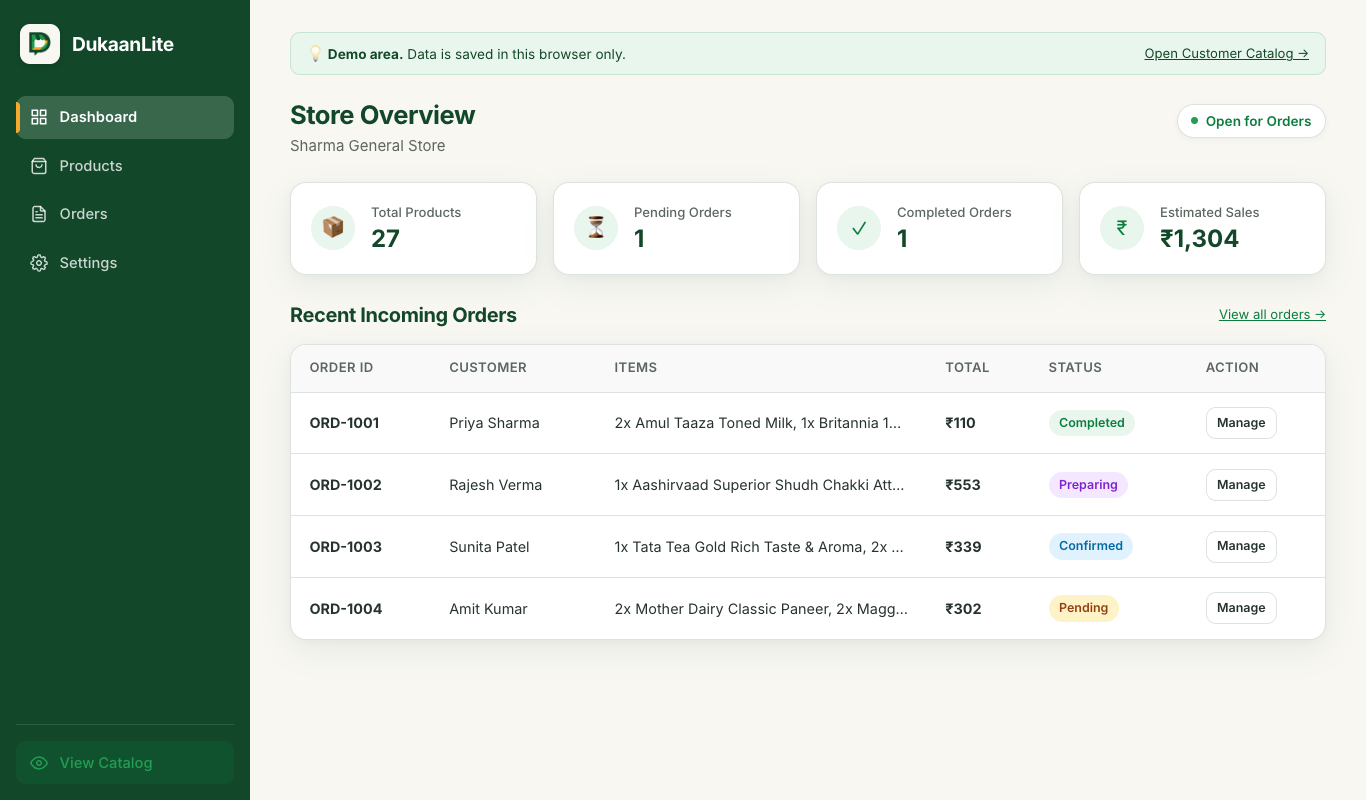 DukaanLite
Dashboard
Products
Orders
Settings
View Catalog
Demo area. Data is saved in this browser only.
Open Customer Catalog →
Store Overview
Sharma General Store
Open for Orders
Total Products
27
Pending Orders
1
Completed Orders
1
₹
Estimated Sales
₹1,304
Recent Incoming Orders
View all orders →
ORDER ID CUSTOMER ITEMS TOTAL STATUS ACTION
ORD-1001 Priya Sharma 2x Amul Taaza Toned Milk, 1x Britannia 1... ₹110 Completed Manage
ORD-1002 Rajesh Verma 1x Aashirvaad Superior Shudh Chakki Att... ₹553 Preparing Manage
ORD-1003 Sunita Patel 1x Tata Tea Gold Rich Taste & Aroma, 2x ... ₹339 Confirmed Manage
ORD-1004 Amit Kumar 2x Mother Dairy Classic Paneer, 2x Magg... ₹302 Pending Manage